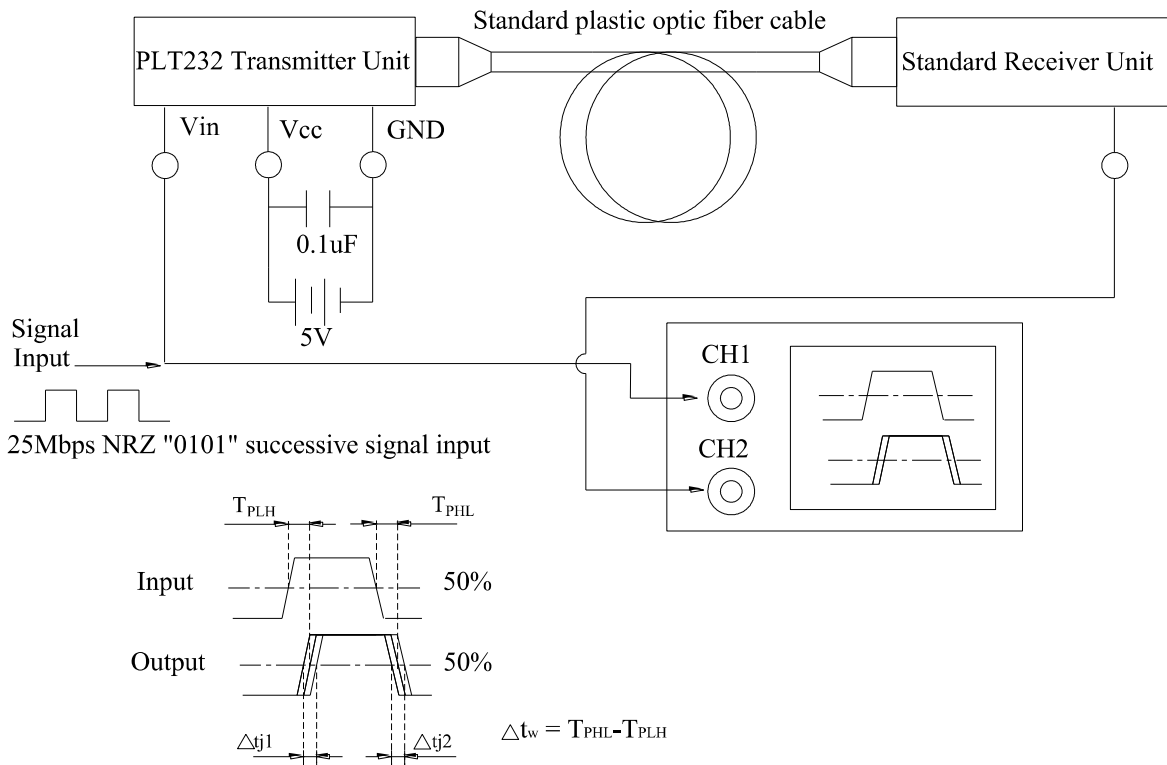 Standard plastic optic fiber cable
PLT232 Transmitter Unit
Standard Receiver Unit
Vin
Vcc
GND
0.1uF
5V
Signal
Input
25Mbps NRZ "0101" successive signal input
CH1
CH2
TPLH
TPHL
Input
50%
Output
50%
△tj1
△tj2
△tw = TPHL-TPLH